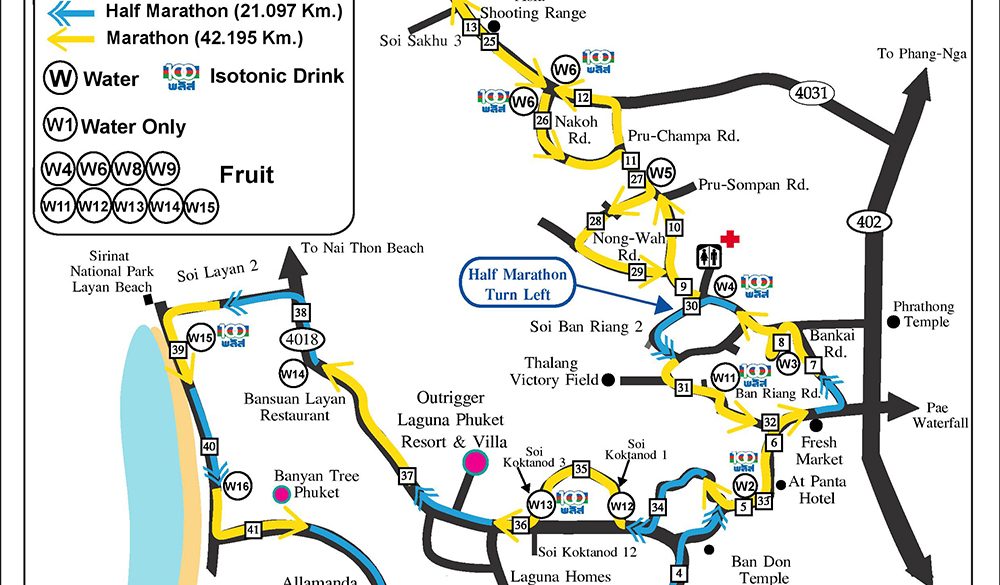 Half Marathon (21.097 Km.)
Marathon (42.195 Km.)
W Water
100 พลัส Isotonic Drink
W1 Water Only
W4 W6 W8 W9 Fruit
W11 W12 W13 W14 W15
Shooting Range
Soi Sakhu 3
13
25
W6
100 พลัส
To Phang-Nga
100 พลัส
W6
12
4031
26
Nakoh
Rd.
Pru-Champa Rd.
11
27
W5
Pru-Sompan Rd.
28
10
402
Nong-Wah
Rd.
29
9
30
W4
100 พลัส
Half Marathon
Turn Left
Soi Ban Riang 2
Phrathong
Temple
Bankai
Rd.
8
W3
7
Thalang
Victory Field
W11
100 พลัส
31
Ban Riang Rd.
Pae
Waterfall
32
6
Fresh
Market
At Panta
Hotel
100 พลัส
W2
5
33
Ban Don
Temple
4
34
Sirinat
National Park
Layan Beach
Soi Layan 2
To Nai Thon Beach
38
4018
W15
100 พลัส
39
W14
Bansuan Layan
Restaurant
Outrigger
Laguna Phuket
Resort & Villa
Soi
Koktanod 3
Soi
Koktanod 1
35
W13
100 พลัส
W12
36
37
40
W16
Banyan Tree
Phuket
41
Soi Koktanod 12
Laguna Homes
Allamanda